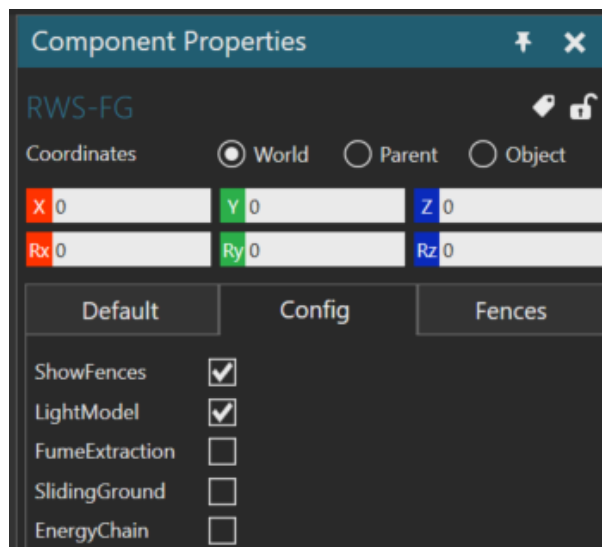 Component Properties
RWS-FG
Coordinates World Parent Object
X 0 Y 0 Z 0
Rx 0 Ry 0 Rz 0
Default Config Fences
ShowFences
LightModel
FumeExtraction
SlidingGround
EnergyChain